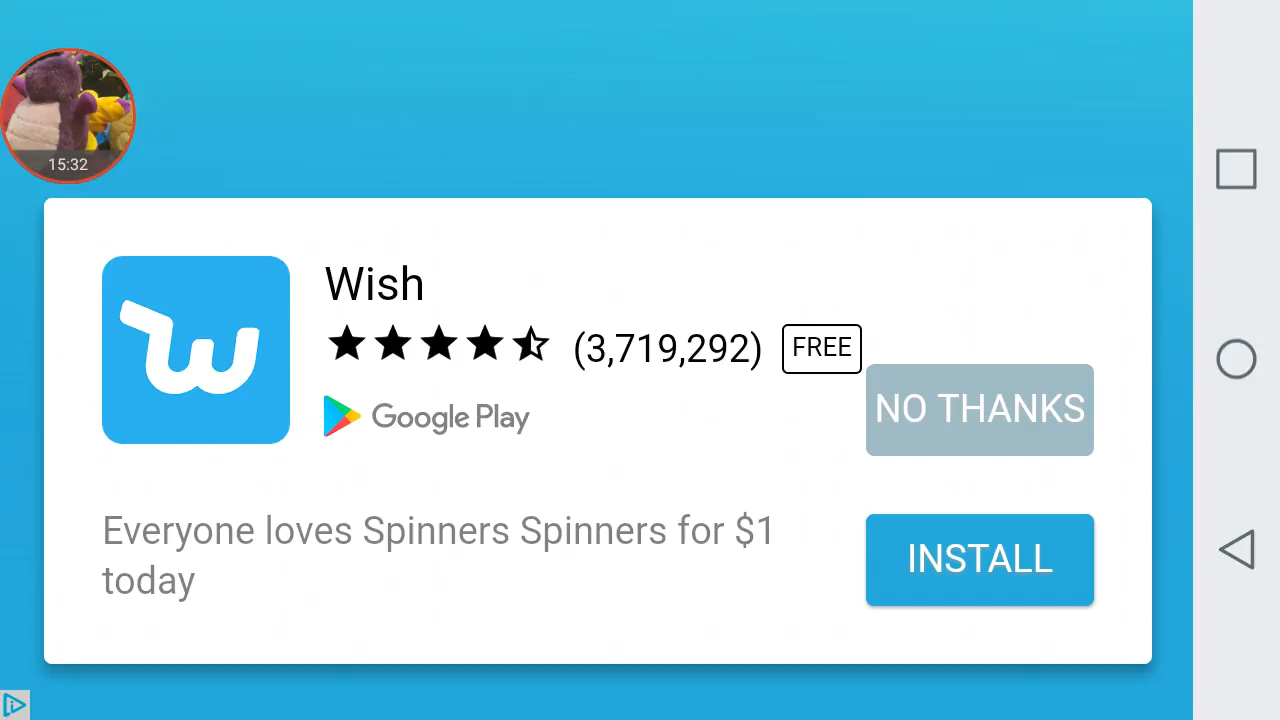 15:32
Wish
(3,719,292)
FREE
Google Play
NO THANKS
Everyone loves Spinners Spinners for $1
today
INSTALL